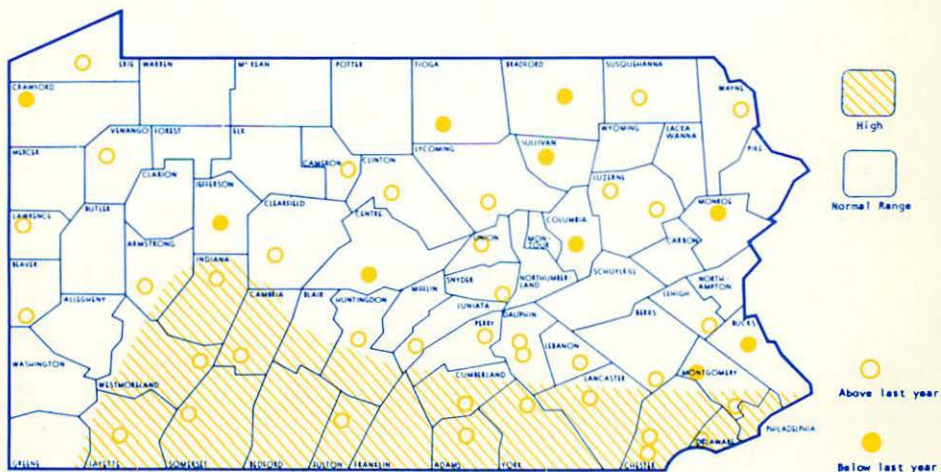 ERIE
WARREN
McKEAN
POTTER
TIOGA
BRADFORD
SUSQUEHANNA
WAYNE
CRAWFORD
VENANGO
FOREST
ELK
CAMERON
CLINTON
LYCOMING
SULLIVAN
WYOMING
LACKA
WANNA
PIKE
MERCER
CLARION
JEFFERSON
CLEARFIELD
CENTRE
UNION
MON-
TOUR
COLUMBIA
LUZERNE
MONROE
LAWRENCE
BUTLER
ARMSTRONG
INDIANA
CARBON
BEAVER
ALLEGHENY
CAMBRIA
BLAIR
HUNTINGDON
MIFFLIN
SNYDER
NORTHUMBER-
LAND
SCHUYLKILL
NORTH-
AMPTON
JUNIATA
PERRY
DAUPHIN
LEBANON
BERKS
LEHIGH
BUCKS
WASHINGTON
WESTMORELAND
CUMBERLAND
LANCASTER
MONTGOMERY
PHILADELPHIA
DELAWARE
GREENE
FAYETTE
SOMERSET
BEDFORD
FULTON
FRANKLIN
ADAMS
YORK
CHESTER
High
Normal Range
Above last year
Below last year